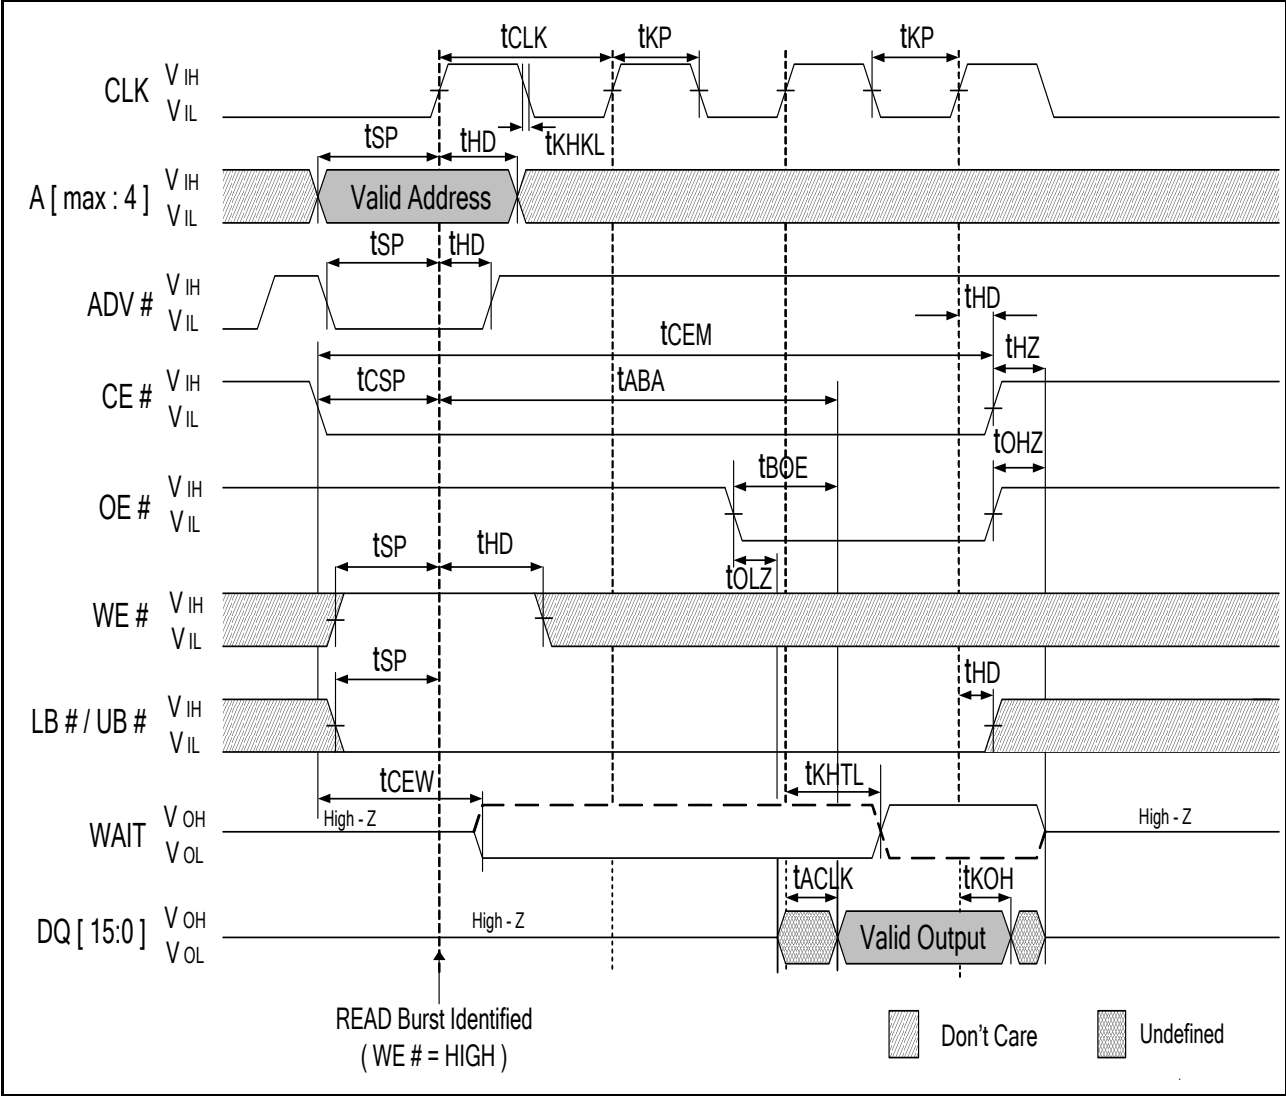 tCLK tKP tKP
CLK V IH
V IL
tKHKL
tSP tHD
A [ max : 4 ] V IH
V IL
Valid Address
tSP tHD
ADV # V IH
V IL
tHD
tCEM
tHZ
CE # V IH
V IL
tCSP tABA
tOHZ
tBOE
OE # V IH
V IL
tSP tHD
tOLZ
WE # V IH
V IL
tSP tHD
LB # / UB # V IH
V IL
tCEW tKHTL
WAIT V OH
V OL
High - Z High - Z
tACLK tKOH
DQ [ 15:0 ] V OH
V OL
High - Z
Valid Output
READ Burst Identified
( WE # = HIGH )
Don't Care Undefined